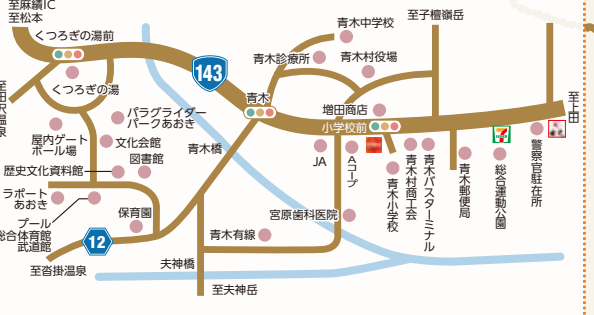 至麻績IC
至松本
くつろぎの湯前
青木中学校
至子檀嶺岳
青木診療所
青木村役場
143
くつろぎの湯
至田沢温泉
青木
増田商店
至上田
パラグライダー
パークあおき
小学校前
屋内ゲート
ボール場
文化会館
青木橋
図書館
JA
Aコープ
青木小学校
青木村商工会
青木バスターミナル
青木郵便局
総合運動公園
警察官駐在所
歴史文化資料館
ラポート
あおき
プール
総合体育館
武道館
保育園
宮原歯科医院
12
青木有線
至沓掛温泉
夫神橋
至夫神岳